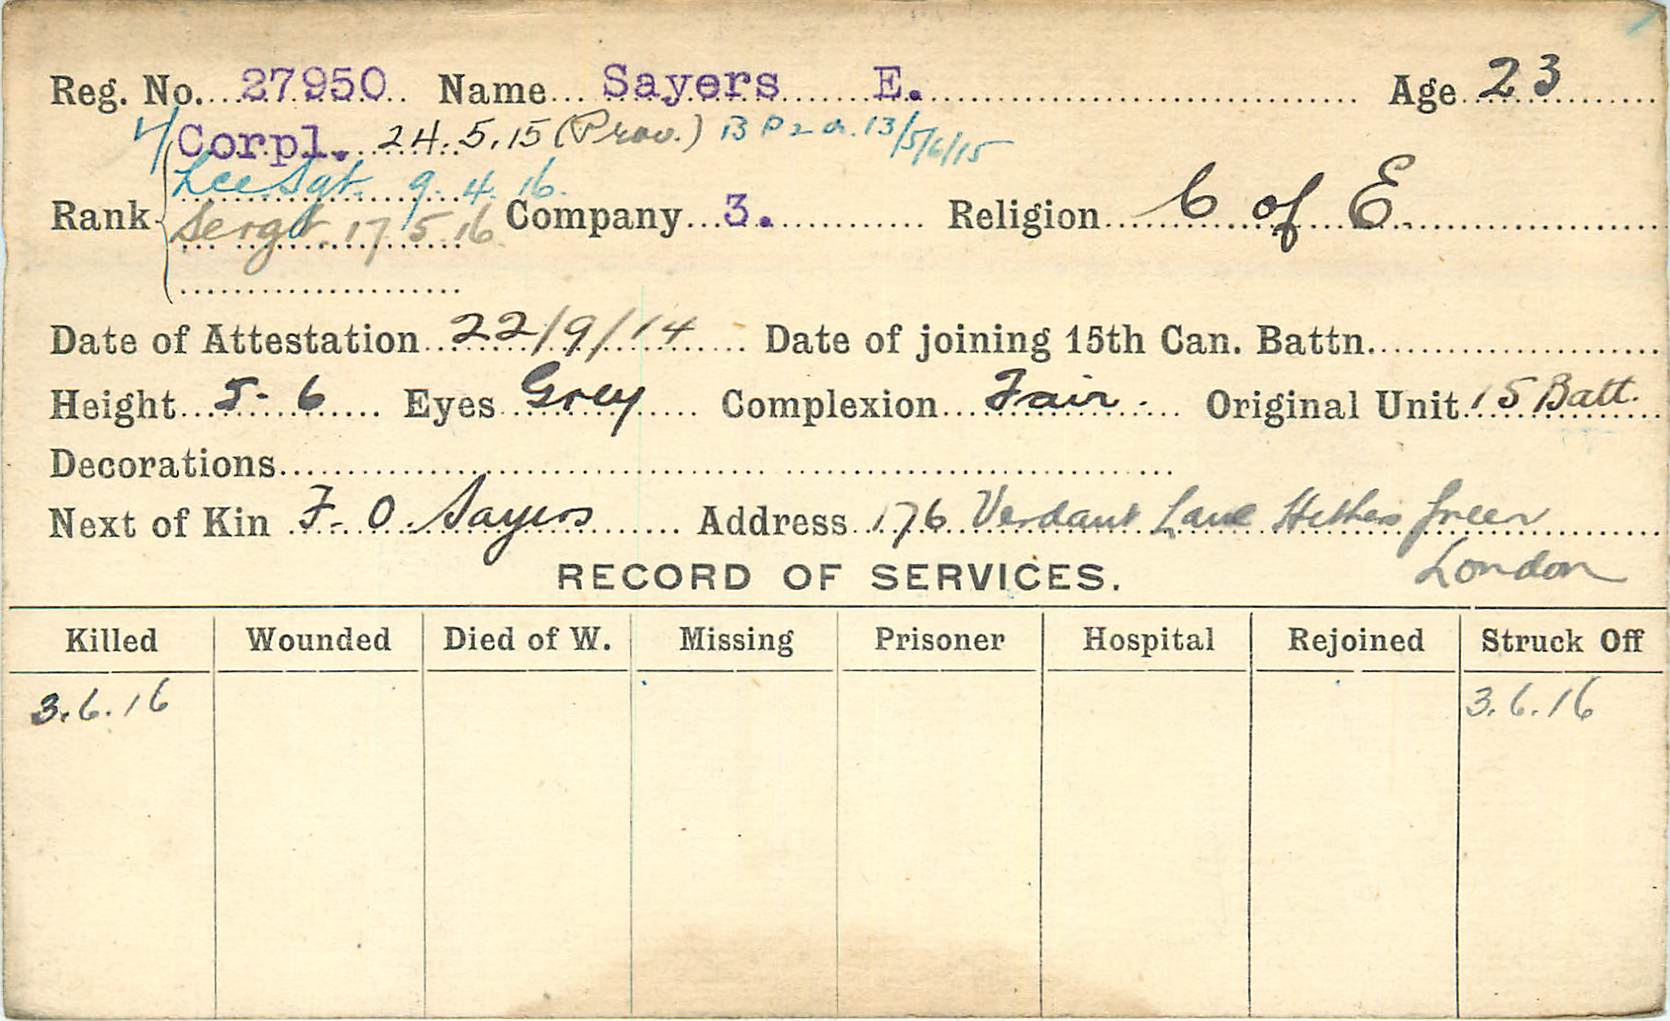 Reg. No. 27950 Name Sayers E. Age 23
Corpl. 24.5.15 (Prov.) 13/5/6/15
Lce Sgt. 9.4.16.
Rank Sergt. 17.5.16 Company 3. Religion C of E.
Date of Attestation 22/9/14 Date of joining 15th Can. Battn.
Height 5-6 Eyes Grey Complexion Fair. Original Unit 15 Batt.
Decorations
Next of Kin F. O. Sayers Address 176 Verdant Lane Hither Green
London
RECORD OF SERVICES.
Killed Wounded Died of W. Missing Prisoner Hospital Rejoined Struck Off
3.6.16 3.6.16